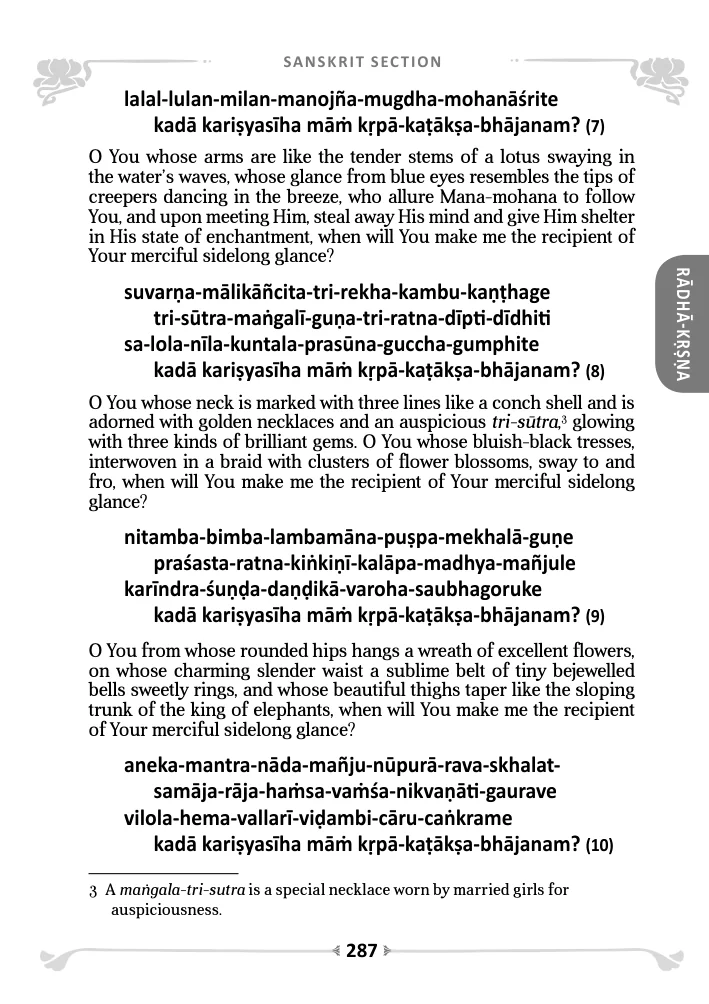 SANSKRIT SECTION
lalal-lulan-milan-manojña-mugdha-mohanāśrite
kadā kariṣyasīha māṁ kṛpā-kaṭākṣa-bhājanam? (7)
O You whose arms are like the tender stems of a lotus swaying in
the water’s waves, whose glance from blue eyes resembles the tips of
creepers dancing in the breeze, who allure Mana-mohana to follow
You, and upon meeting Him, steal away His mind and give Him shelter
in His state of enchantment, when will You make me the recipient of
Your merciful sidelong glance?
suvarṇa-mālikāñcita-tri-rekha-kambu-kaṇṭhage
tri-sūtra-maṅgalī-guṇa-tri-ratna-dīpti-dīdhiti
sa-lola-nīla-kuntala-prasūna-guccha-gumphite
kadā kariṣyasīha māṁ kṛpā-kaṭākṣa-bhājanam? (8)
RĀDHĀ-KṚṢṆA
O You whose neck is marked with three lines like a conch shell and is
adorned with golden necklaces and an auspicious tri-sūtra,³ glowing
with three kinds of brilliant gems. O You whose bluish-black tresses,
interwoven in a braid with clusters of flower blossoms, sway to and
fro, when will You make me the recipient of Your merciful sidelong
glance?
nitamba-bimba-lambamāna-puṣpa-mekhalā-guṇe
praśasta-ratna-kiṅkiṇī-kalāpa-madhya-mañjule
karīndra-śuṇḍa-daṇḍikā-varoha-saubhagoruke
kadā kariṣyasīha māṁ kṛpā-kaṭākṣa-bhājanam? (9)
O You from whose rounded hips hangs a wreath of excellent flowers,
on whose charming slender waist a sublime belt of tiny bejewelled
bells sweetly rings, and whose beautiful thighs taper like the sloping
trunk of the king of elephants, when will You make me the recipient
of Your merciful sidelong glance?
aneka-mantra-nāda-mañju-nūpurā-rava-skhalat-
samāja-rāja-haṁsa-vaṁśa-nikvaṇāti-gaurave
vilola-hema-vallarī-viḍambi-cāru-caṅkrame
kadā kariṣyasīha māṁ kṛpā-kaṭākṣa-bhājanam? (10)
3 A maṅgala-tri-sutra is a special necklace worn by married girls for
auspiciousness.
287